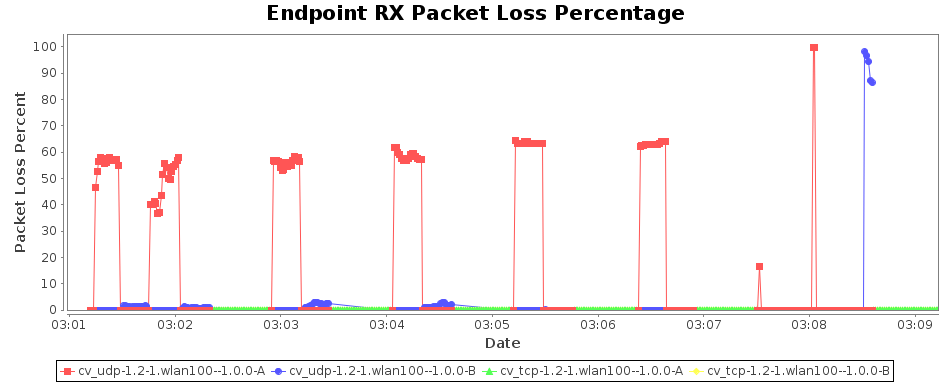 Endpoint RX Packet Loss Percentage
100
90
80
70
60
50
40
30
20
10
0
Packet Loss Percent
03:01 03:02 03:03 03:04 03:05 03:06 03:07 03:08 03:09
Date
cv_udp-1.2-1.wlan100--1.0.0-A cv_udp-1.2-1.wlan100--1.0.0-B cv_tcp-1.2-1.wlan100--1.0.0-A cv_tcp-1.2-1.wlan100--1.0.0-B